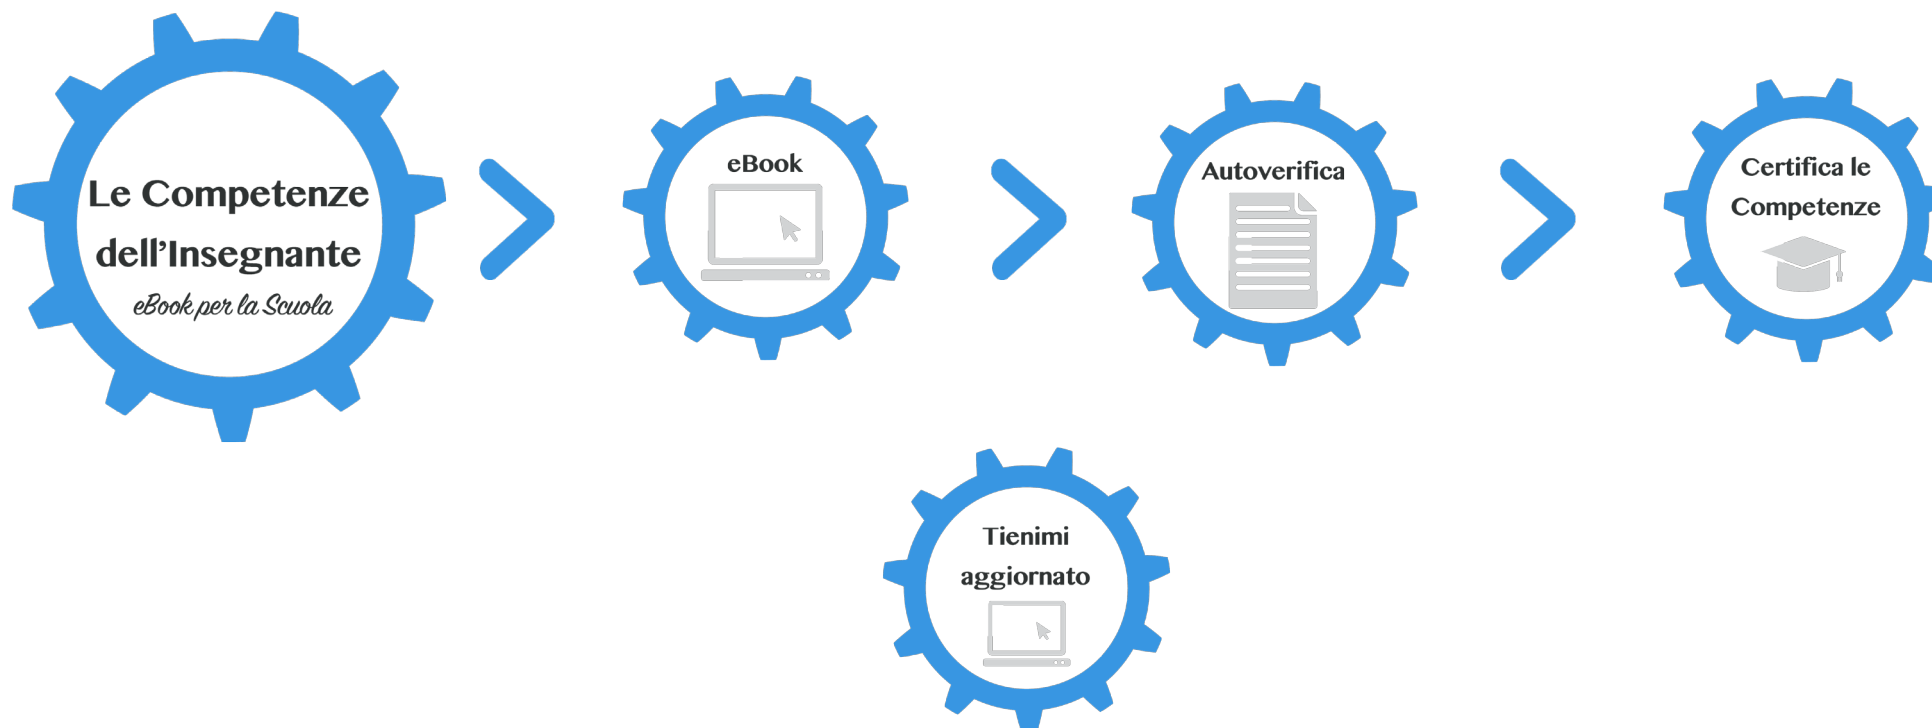 Le Competenze
dell’Insegnante
eBook per la Scuola
eBook
Autoverifica
Certifica le
Competenze
Tienimi
aggiornato